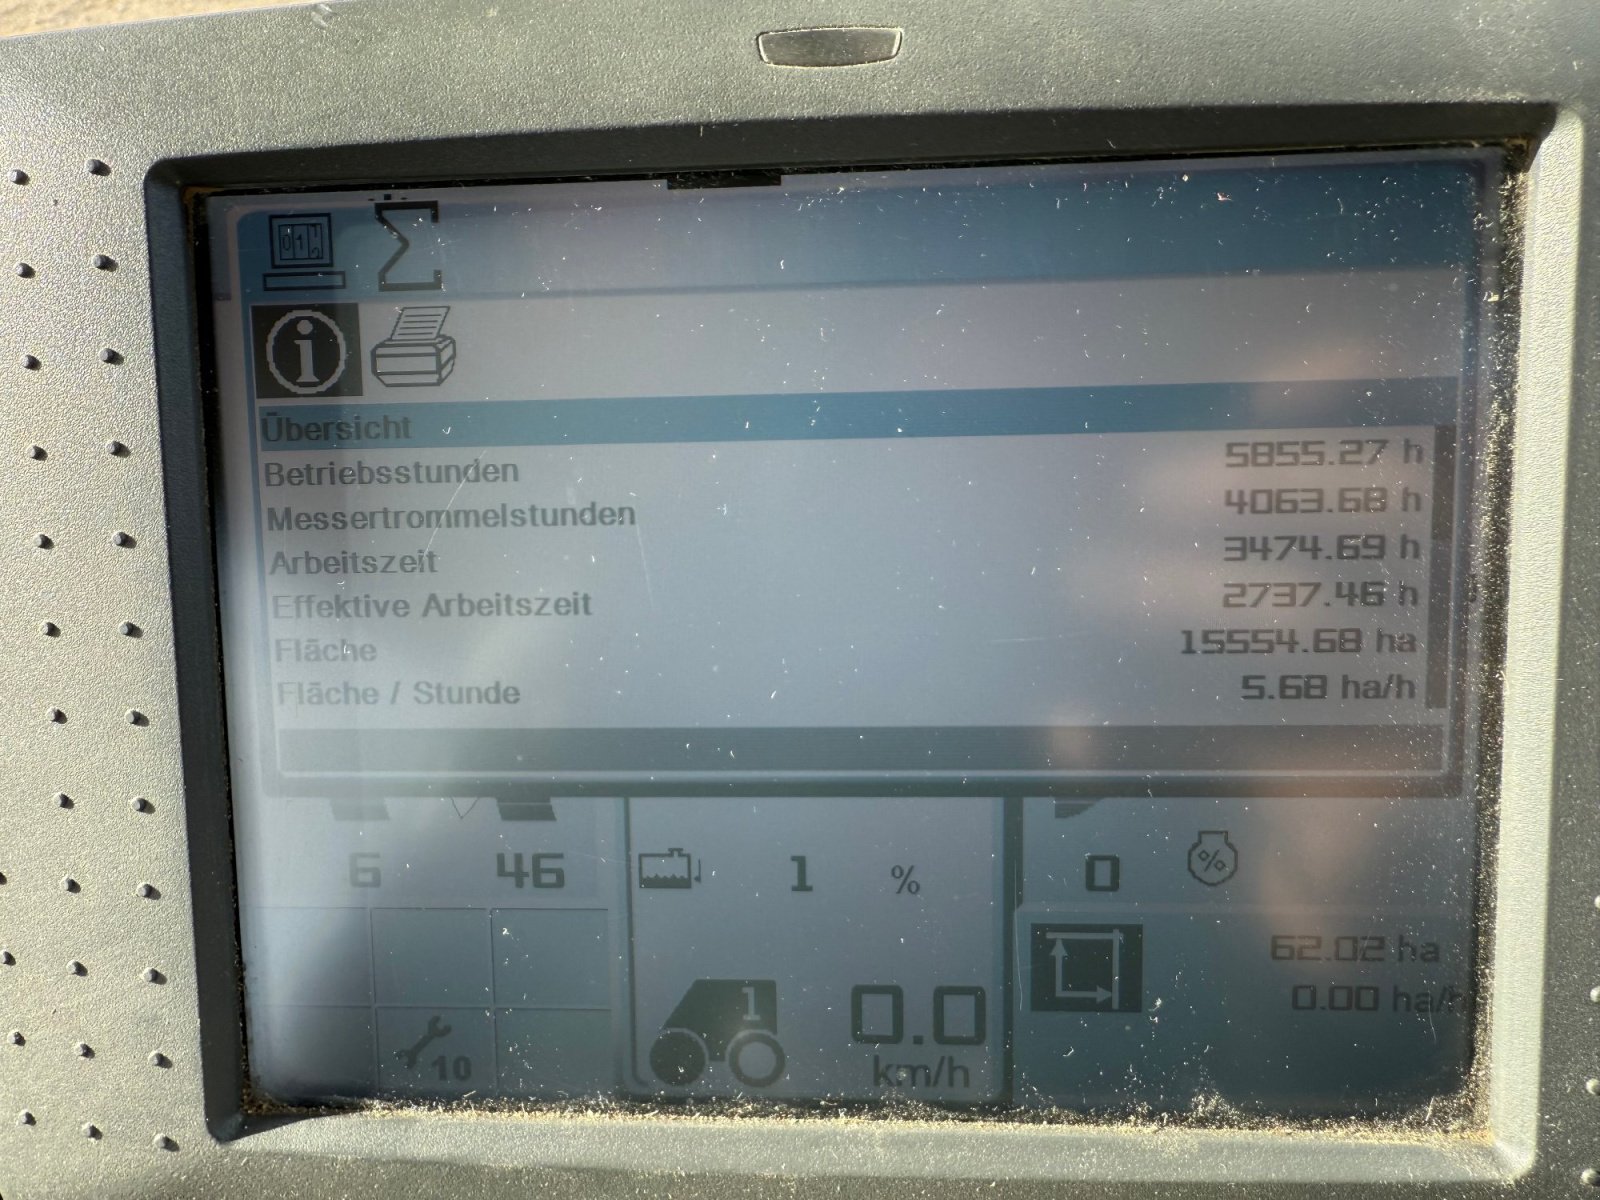 Übersicht
Betriebsstunden 5855.27 h
Messertrommelstunden 4063.68 h
Arbeitszeit 3474.69 h
Effektive Arbeitszeit 2737.46 h
Fläche 15554.68 ha
Fläche / Stunde 5.68 ha/h
6 46 1 % 0 %
62.02 ha
0.00 ha/h
1 0.0
10 km/h